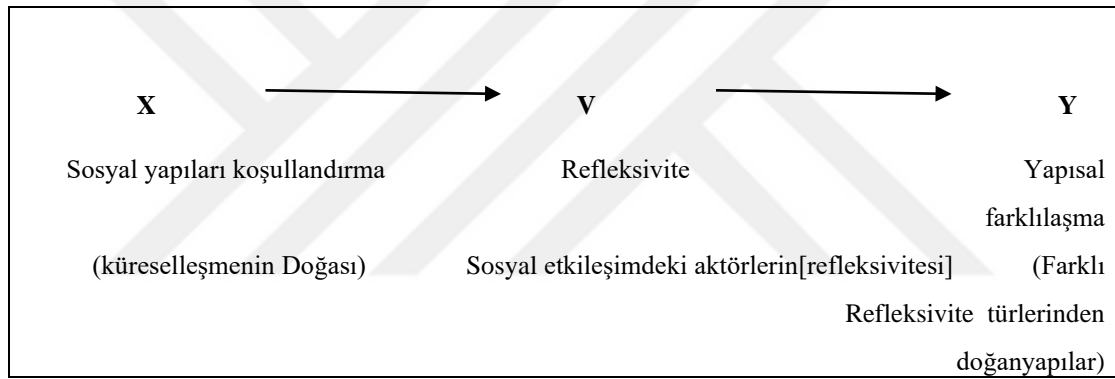 X V Y
Sosyal yapıları koşullandırma Refleksivite Yapısal
farklılaşma
(küreselleşmenin Doğası) Sosyal etkileşimdeki aktörlerin[refleksivitesi] (Farklı
Refleksivite türlerinden
doğanyapılar)